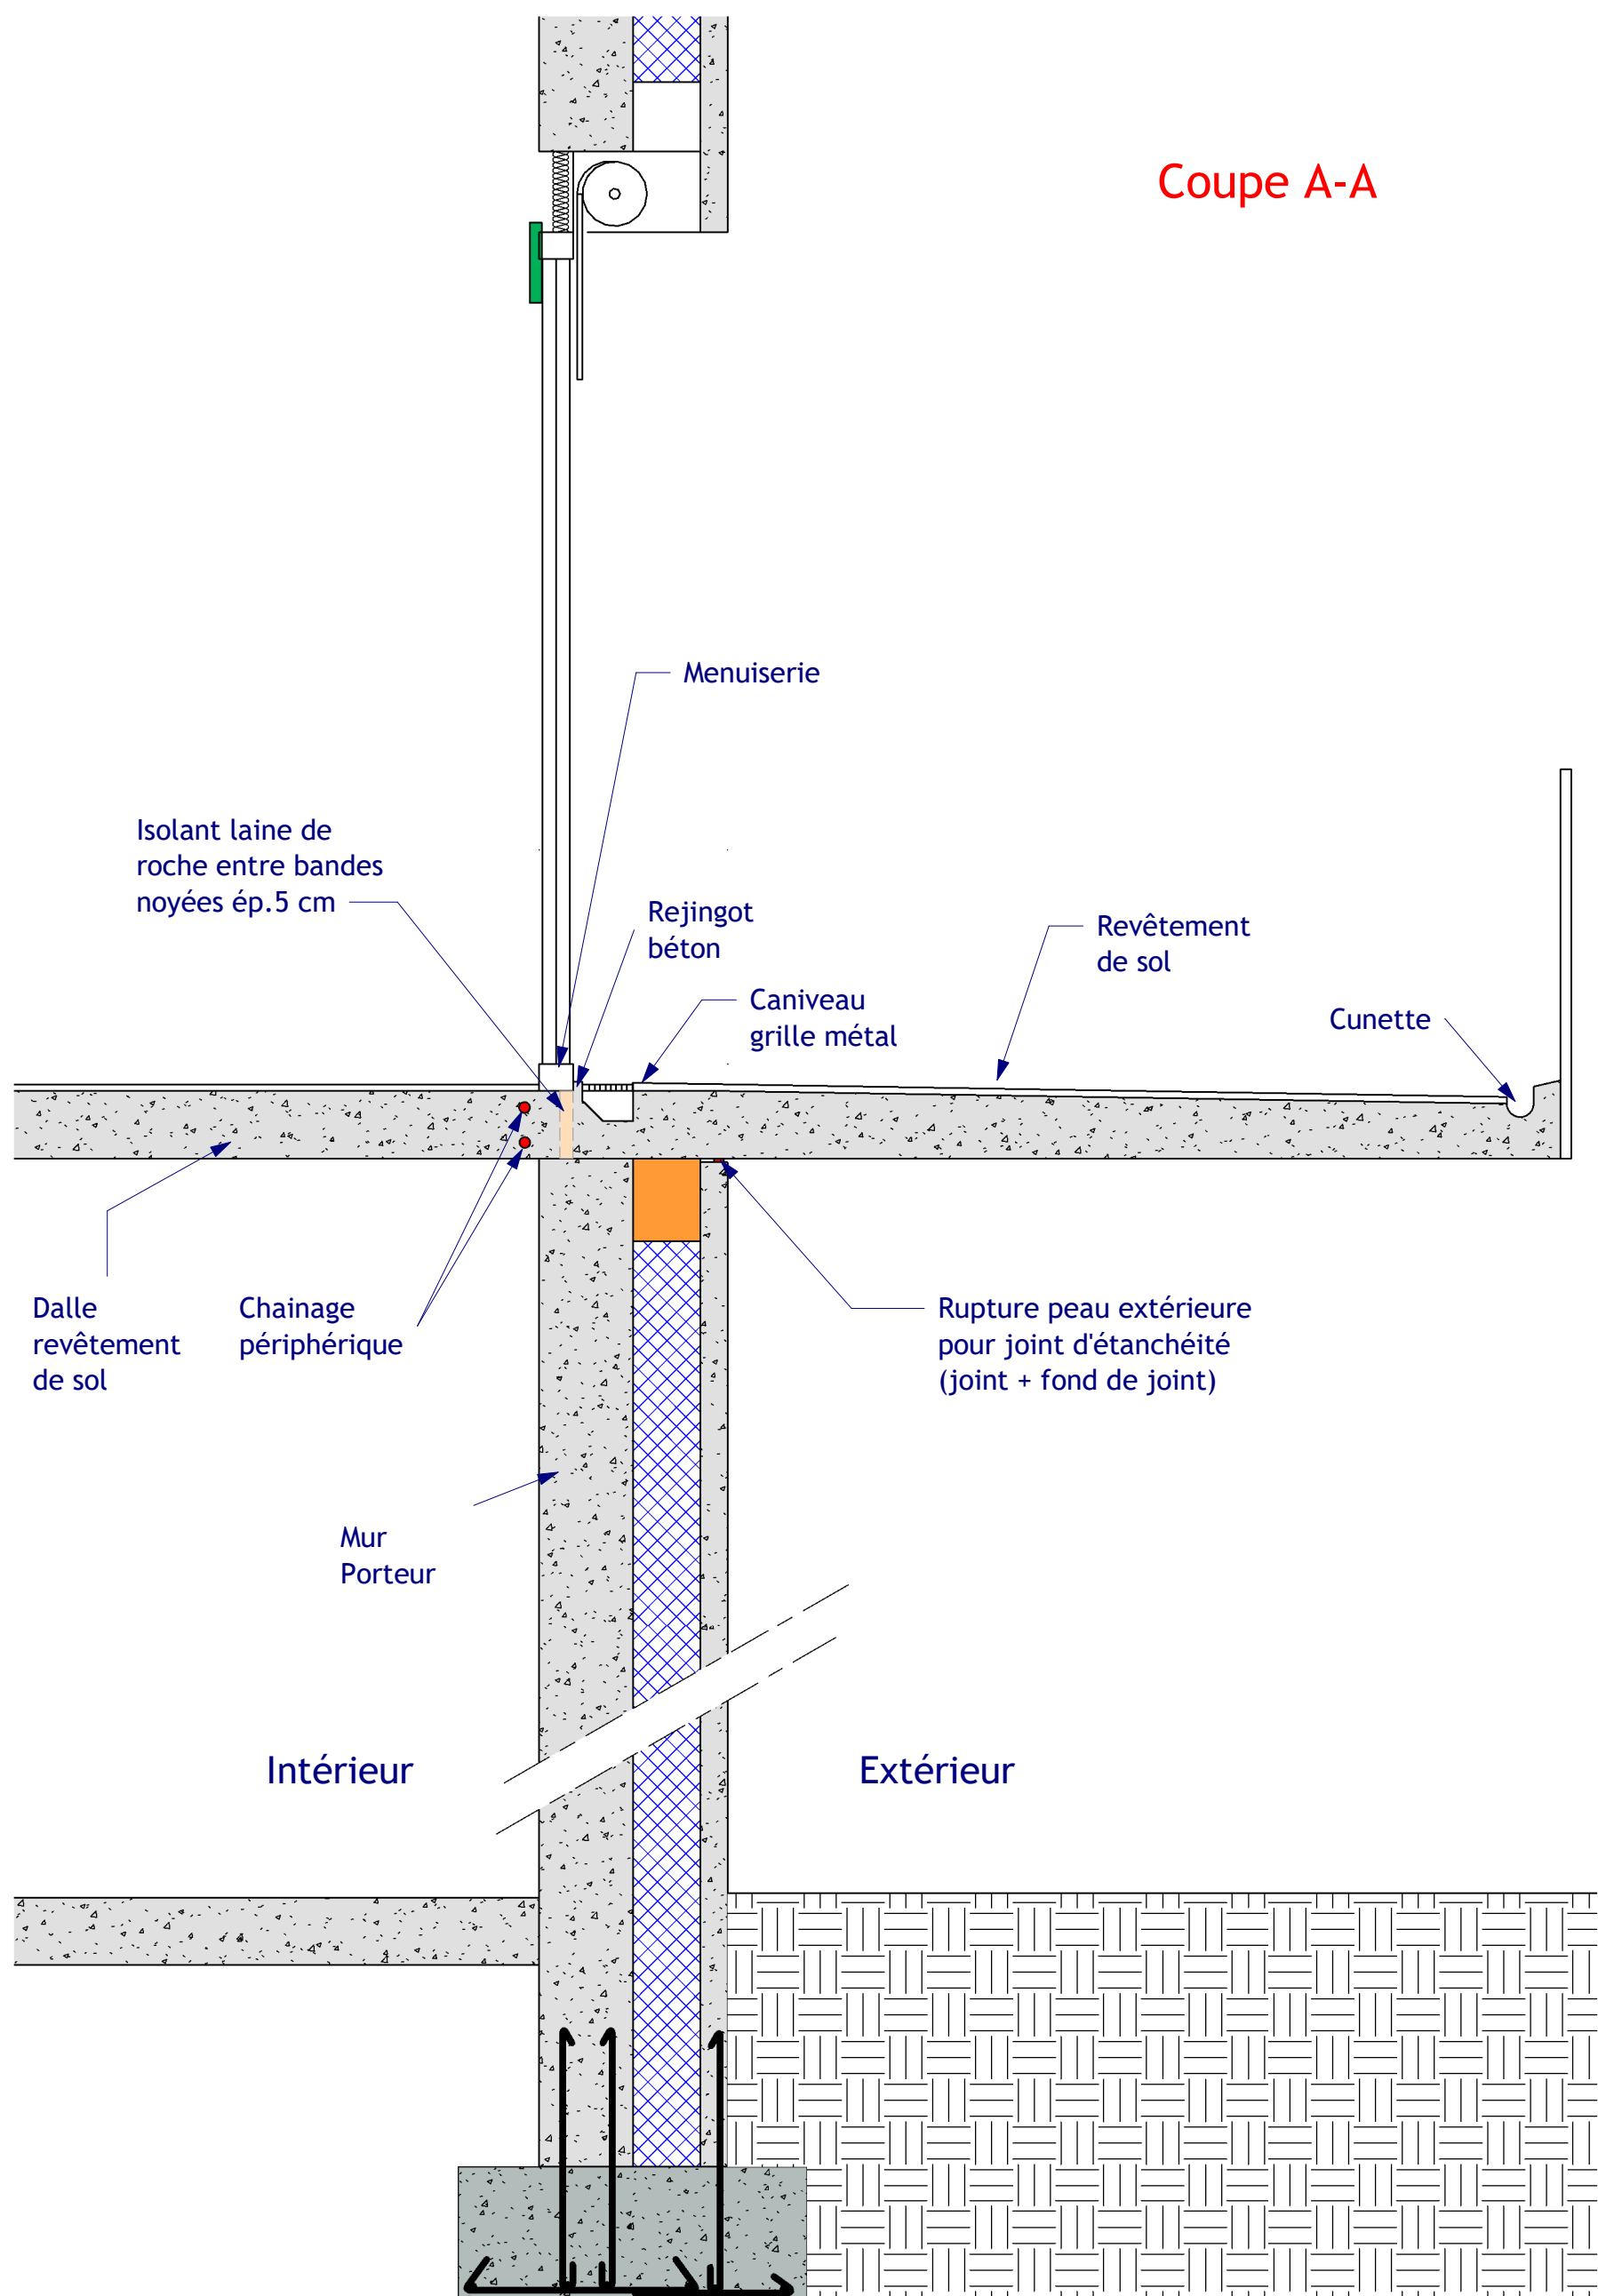 Coupe A-A
Menuiserie
Isolant laine de
roche entre bandes
noyées ép.5 cm
Rejingot
béton
Revêtement
de sol
Caniveau
grille métal
Cunette
Dalle
revêtement
de sol
Chainage
périphérique
Rupture peau extérieure
pour joint d'étanchéité
(joint + fond de joint)
Mur
Porteur
Intérieur
Extérieur